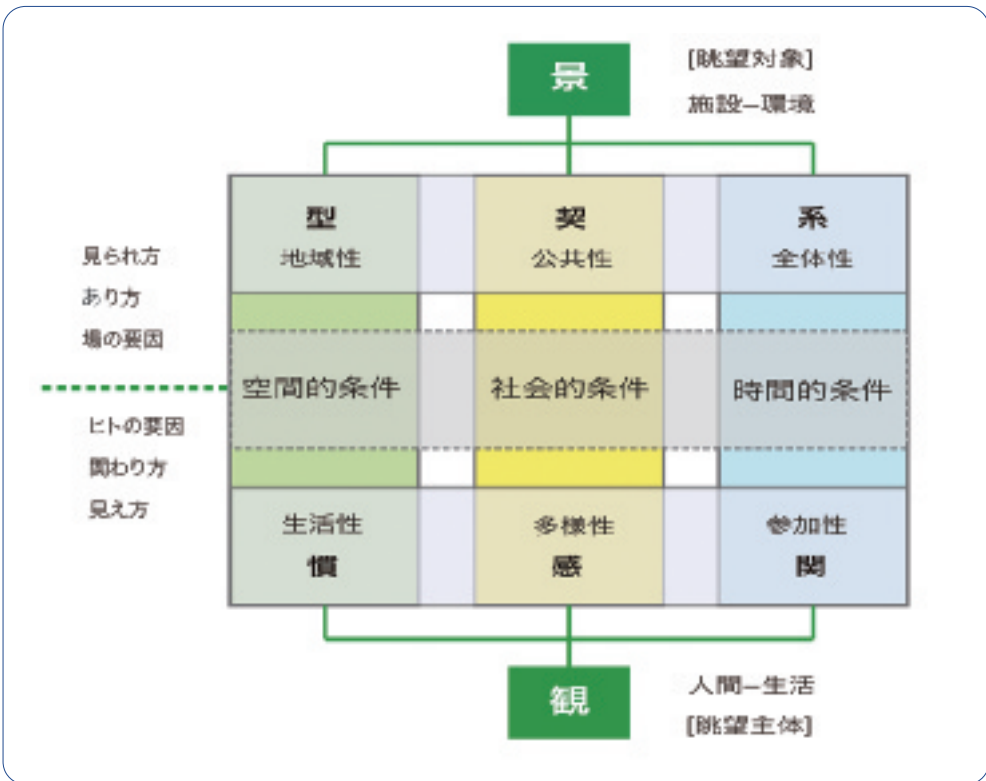 景
[眺望対象]
施設–環境
型
地域性
契
公共性
系
全体性
見られ方
あり方
場の要因
空間的条件
社会的条件
時間的条件
ヒトの要因
関わり方
見え方
生活性
慣
多様性
感
参加性
関
観
人間–生活
[眺望主体]